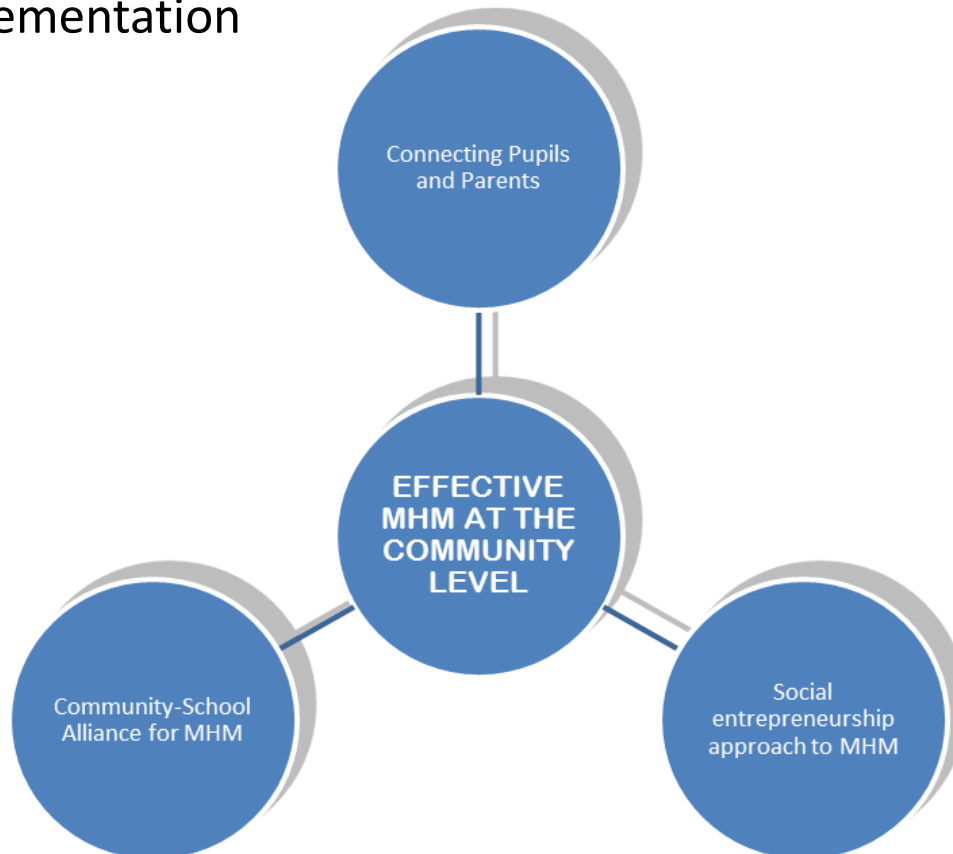 ementation
Connecting Pupils
and Parents
EFFECTIVE
MHM AT THE
COMMUNITY
LEVEL
Community-School
Alliance for MHM
Social
entrepreneurship
approach to MHM